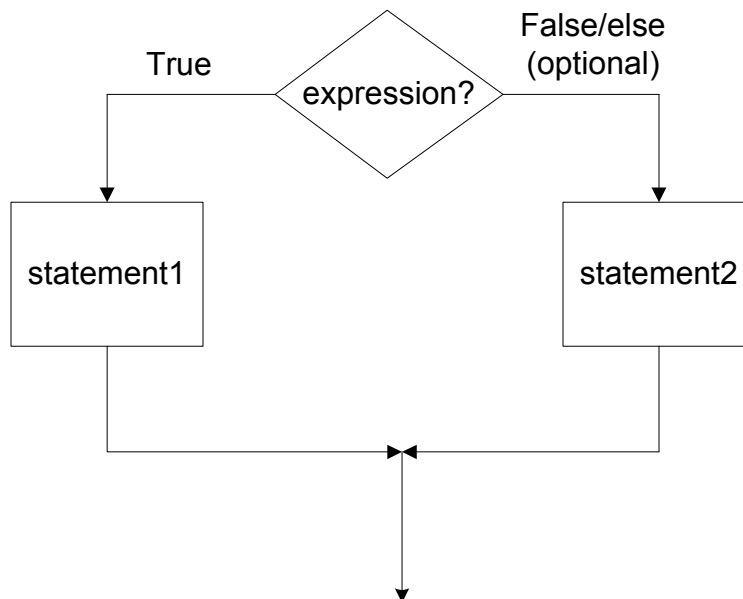 True
False/else
(optional)
expression?
statement1
statement2